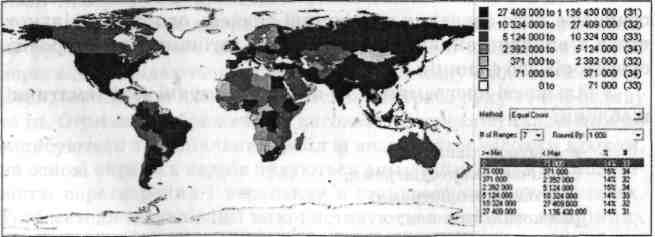 27 409 000 to 1 136 430 000 (31)
10 324 000 to 27 409 000 (32)
5 124 000 to 10 324 000 (33)
2 392 000 to 5 124 000 (34)
371 000 to 2 392 000 (32)
71 000 to 371 000 (34)
0 to 71 000 (33)
Method: Equal Count
# of Ranges: 7 Round By: 1 000
>= Min < Max % #
0 71 000 14% 33
71 000 371 000 15% 34
371 000 2 392 000 14% 32
2 392 000 5 124 000 15% 34
5 124 000 10 324 000 14% 33
10 324 000 27 409 000 14% 32
27 409 000 1 136 430 000 14% 31